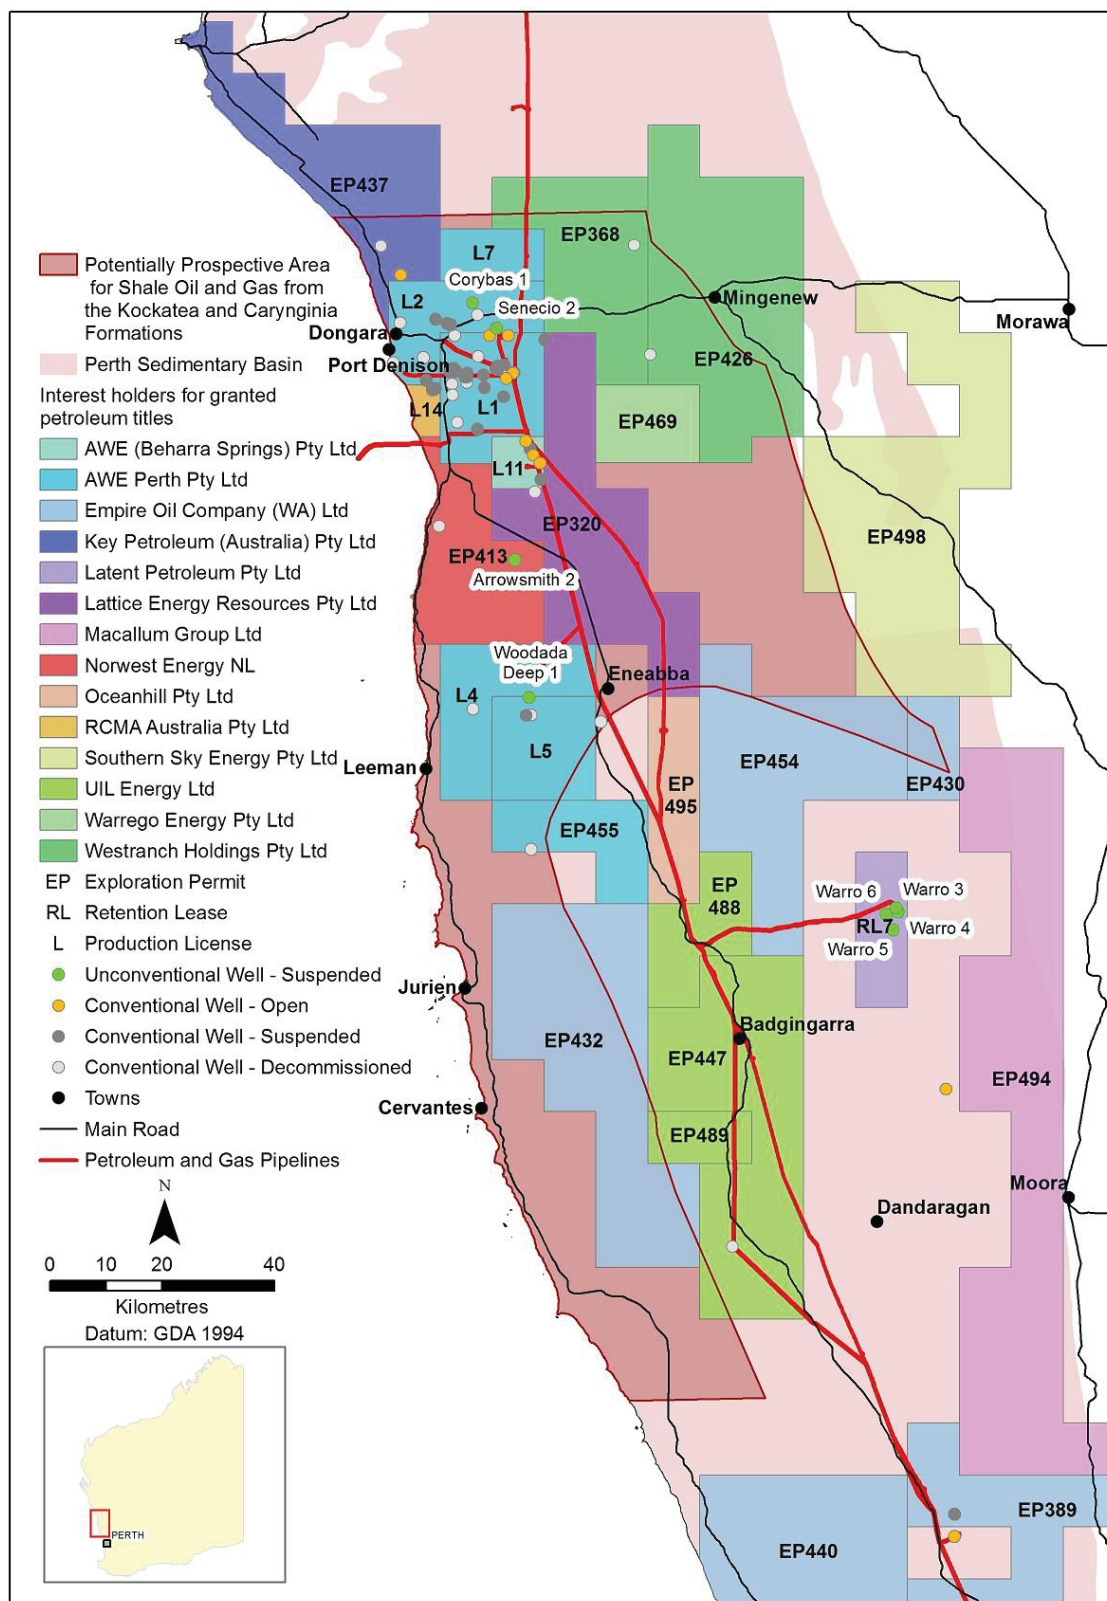 EP437
EP368
L7
Corybas 1
L2
Senecio 2
Mingenew
Morawa
Dongara
Port Denison
EP426
L14
L1
EP469
L11
EP320
EP498
EP413
Arrowsmith 2
Woodada
Deep 1
Eneabba
L4
L5
EP454
EP430
Leeman
EP
495
EP455
EP
488
Warro 6
Warro 3
RL7
Warro 4
Warro 5
Jurien
Badgingarra
EP432
EP447
EP494
Cervantes
EP489
Moora
Dandaragan
EP389
EP440
Potentially Prospective Area
for Shale Oil and Gas from
the Kockatea and Carynginia
Formations
Perth Sedimentary Basin
Interest holders for granted
petroleum titles
AWE (Beharra Springs) Pty Ltd
AWE Perth Pty Ltd
Empire Oil Company (WA) Ltd
Key Petroleum (Australia) Pty Ltd
Latent Petroleum Pty Ltd
Lattice Energy Resources Pty Ltd
Macallum Group Ltd
Norwest Energy NL
Oceanhill Pty Ltd
RCMA Australia Pty Ltd
Southern Sky Energy Pty Ltd
UIL Energy Ltd
Warrego Energy Pty Ltd
Westranch Holdings Pty Ltd
EP Exploration Permit
RL Retention Lease
L Production License
Unconventional Well - Suspended
Conventional Well - Open
Conventional Well - Suspended
Conventional Well - Decommissioned
Towns
Main Road
Petroleum and Gas Pipelines
N
0 10 20 40
Kilometres
Datum: GDA 1994
PERTH